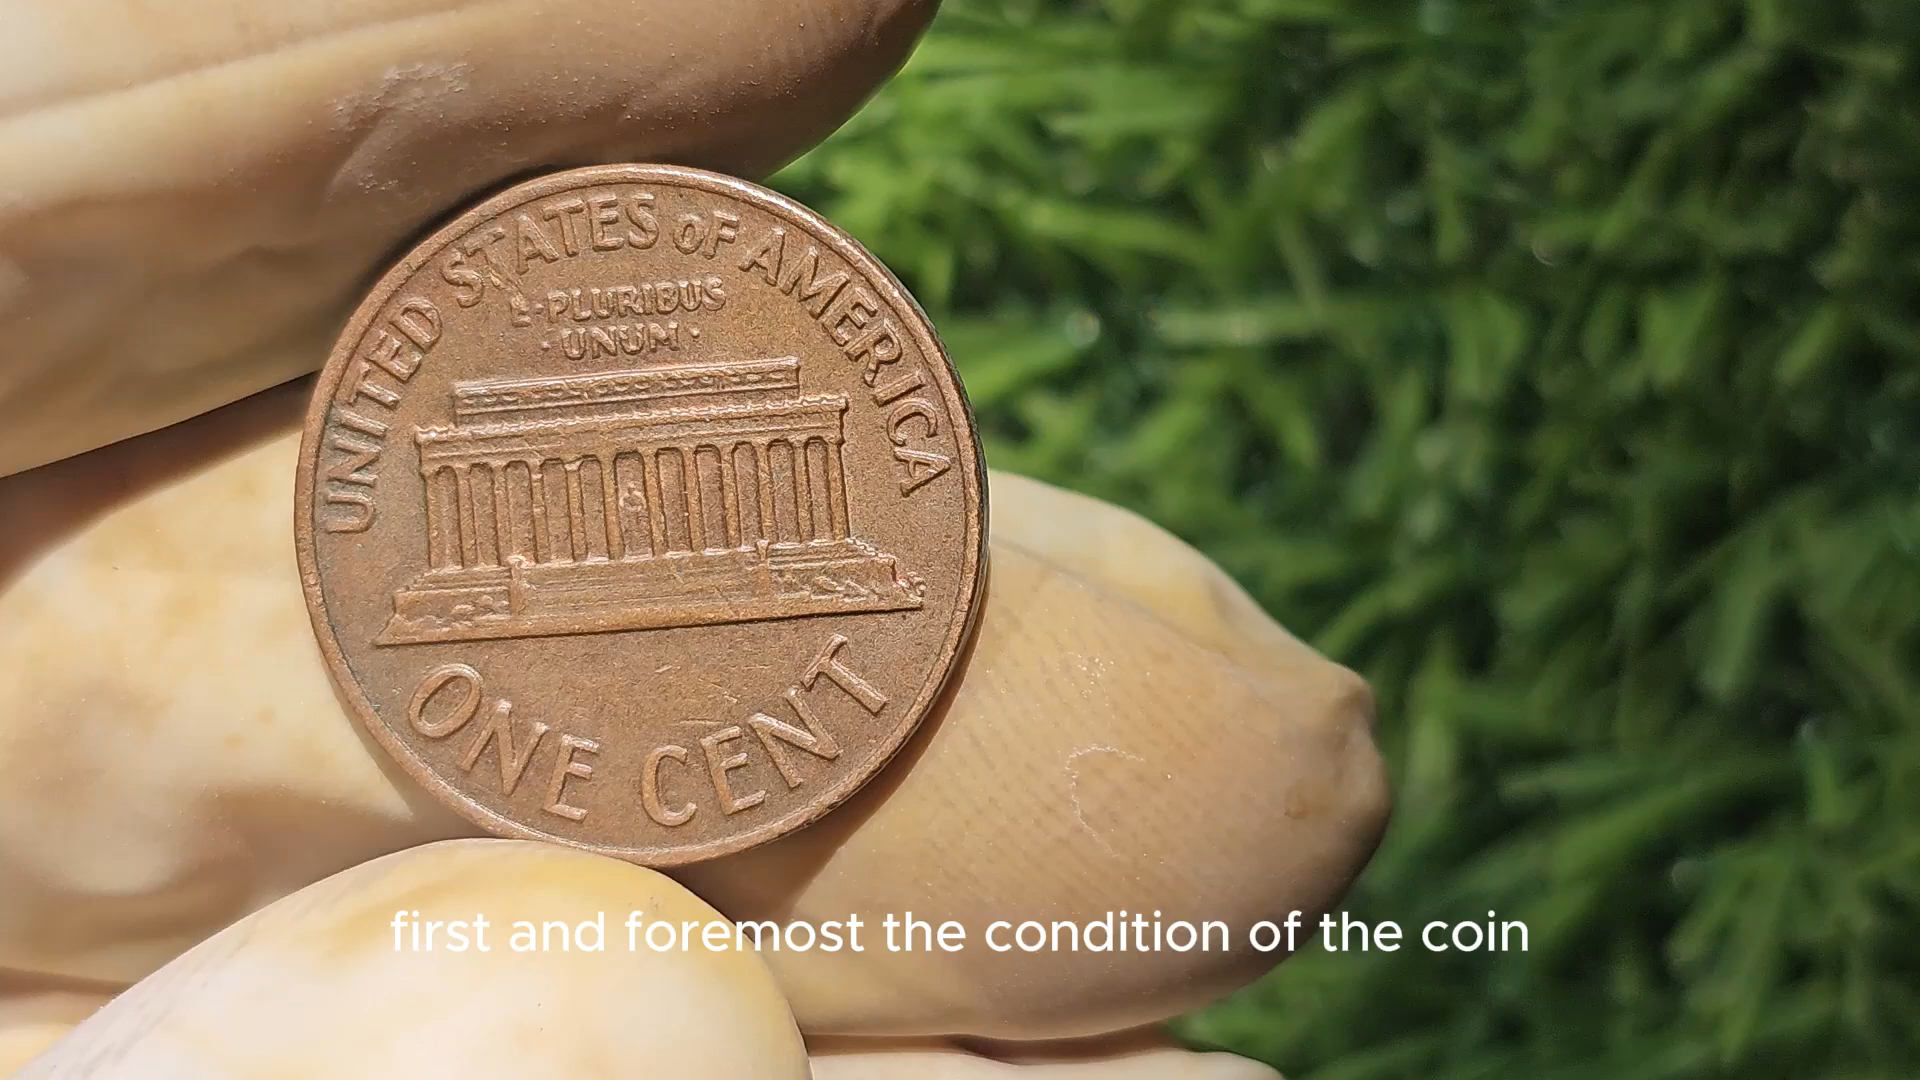 UNITED STATES OF AMERICA
E·PLURIBUS
·UNUM·
ONE CENT
first and foremost the condition of the coin